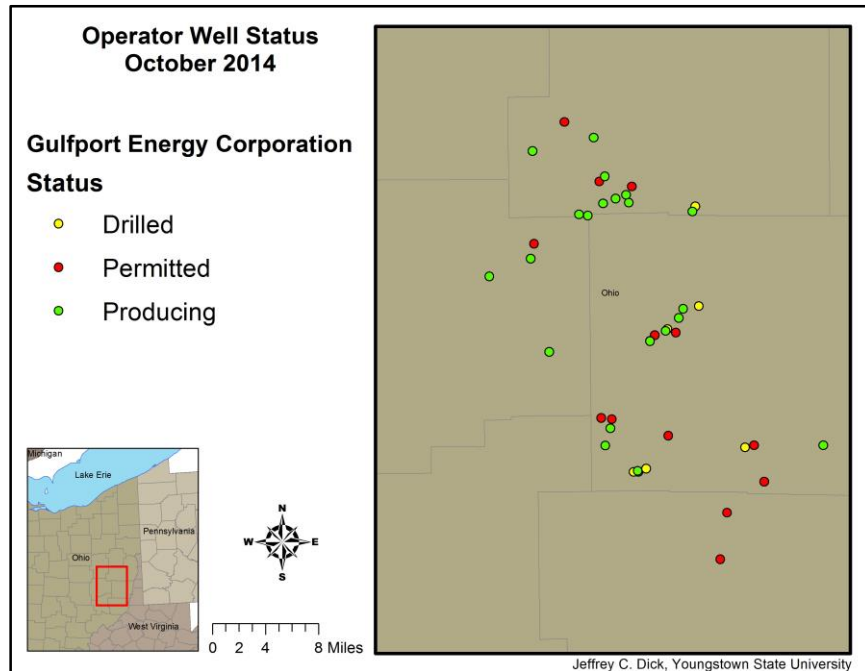 Operator Well Status
October 2014
Gulfport Energy Corporation
Status
Drilled
Permitted
Producing
Ohio
Michigan
Lake Erie
Pennsylvania
Ohio
West Virginia
N
W E
S
0 4 8 Miles
Jeffrey C. Dick, Youngstown State University